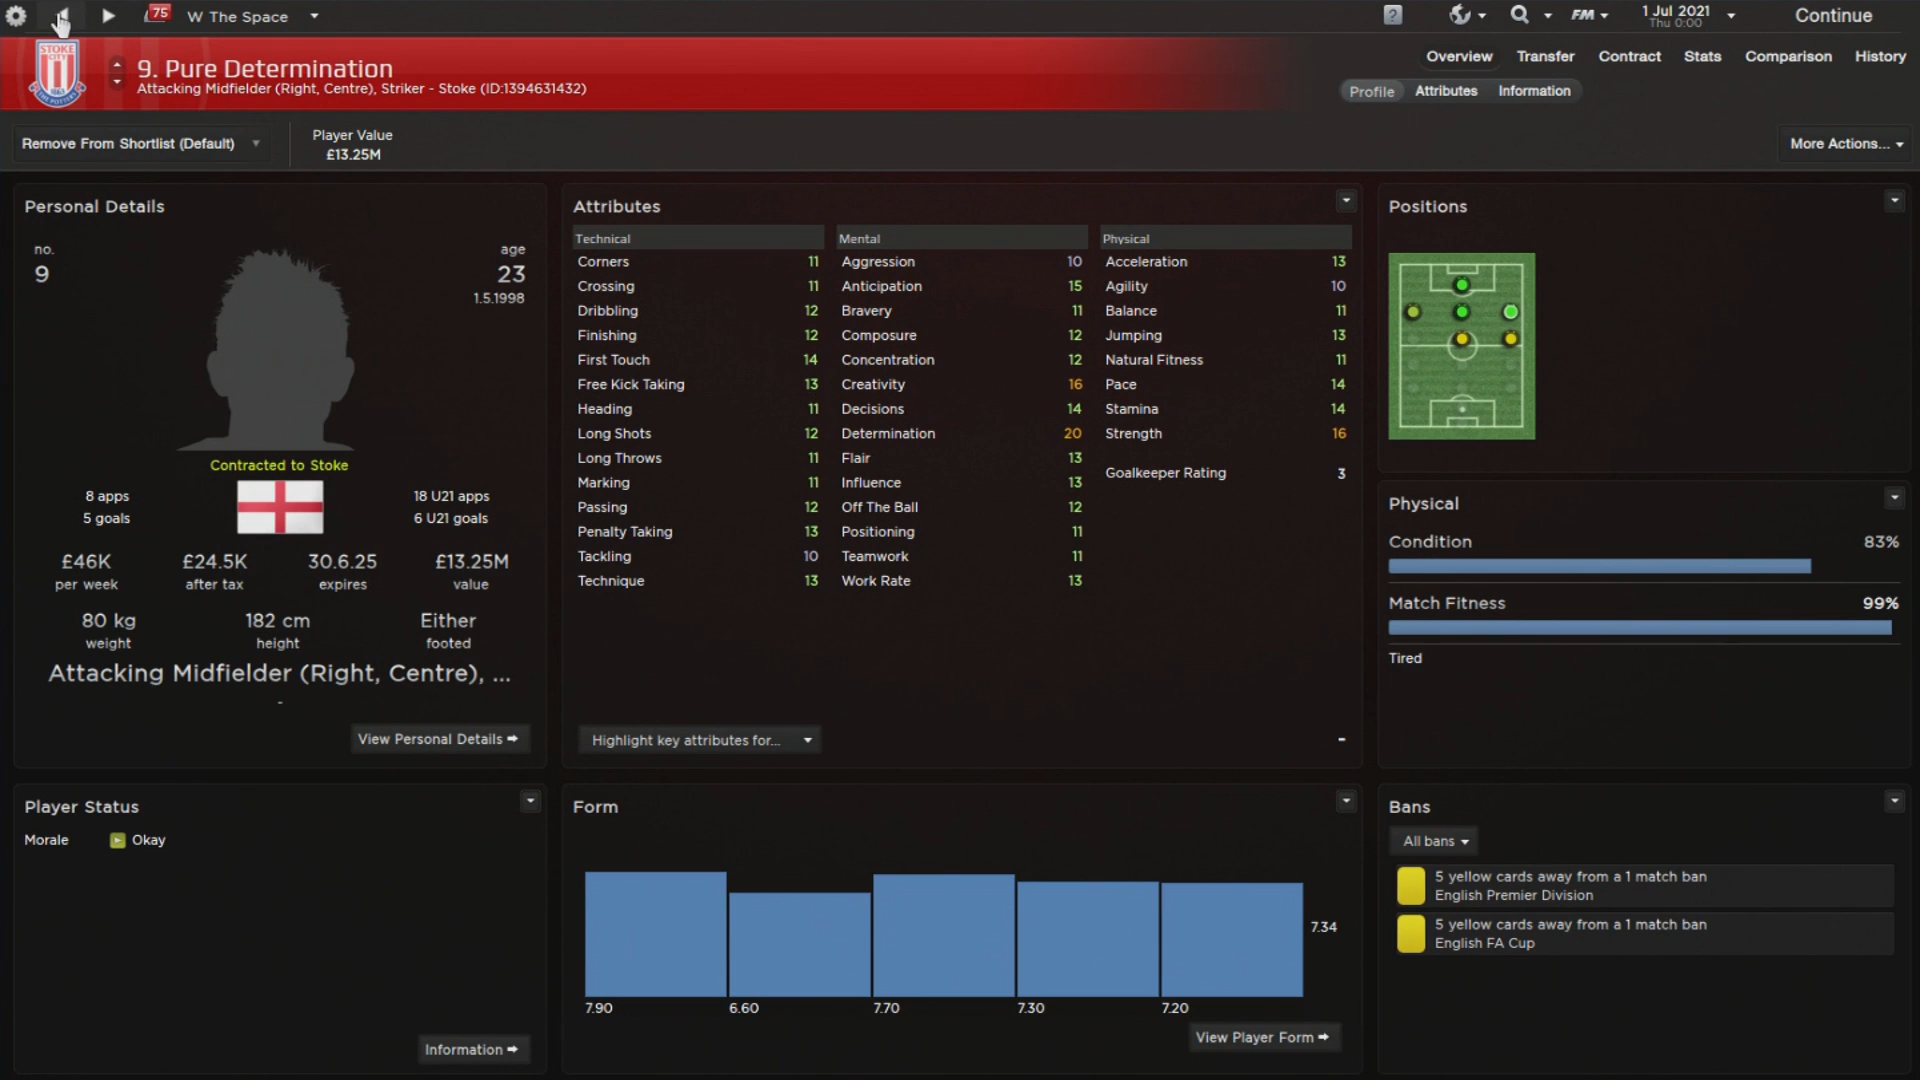 75
W The Space
?
FM
1 Jul 2021
Thu 0:00
Continue
STOKE
CITY
9. Pure Determination
Attacking Midfielder (Right, Centre), Striker - Stoke (ID:1394631432)
Overview
Transfer
Contract
Stats
Comparison
History
Profile
Attributes
Information
Remove From Shortlist (Default)
Player Value
£13.25M
More Actions...
Personal Details
no.
9
age
23
1.5.1998
Contracted to Stoke
8 apps
5 goals
18 U21 apps
6 U21 goals
£46K
per week
£24.5K
after tax
30.6.25
expires
£13.25M
value
80 kg
weight
182 cm
height
Either
footed
Attacking Midfielder (Right, Centre), ...
-
View Personal Details
Attributes
Technical
Corners 11
Crossing 11
Dribbling 12
Finishing 12
First Touch 14
Free Kick Taking 13
Heading 11
Long Shots 12
Long Throws 11
Marking 11
Passing 12
Penalty Taking 13
Tackling 10
Technique 13
Mental
Aggression 10
Anticipation 15
Bravery 11
Composure 12
Concentration 12
Creativity 16
Decisions 14
Determination 20
Flair 13
Influence 13
Off The Ball 12
Positioning 11
Teamwork 11
Work Rate 13
Physical
Acceleration 13
Agility 10
Balance 11
Jumping 13
Natural Fitness 11
Pace 14
Stamina 14
Strength 16
Goalkeeper Rating 3
Highlight key attributes for...
-
Positions
Physical
Condition 83%
Match Fitness 99%
Tired
Player Status
Morale Okay
Information
Form
7.34
7.90 6.60 7.70 7.30 7.20
View Player Form
Bans
All bans
5 yellow cards away from a 1 match ban
English Premier Division
5 yellow cards away from a 1 match ban
English FA Cup